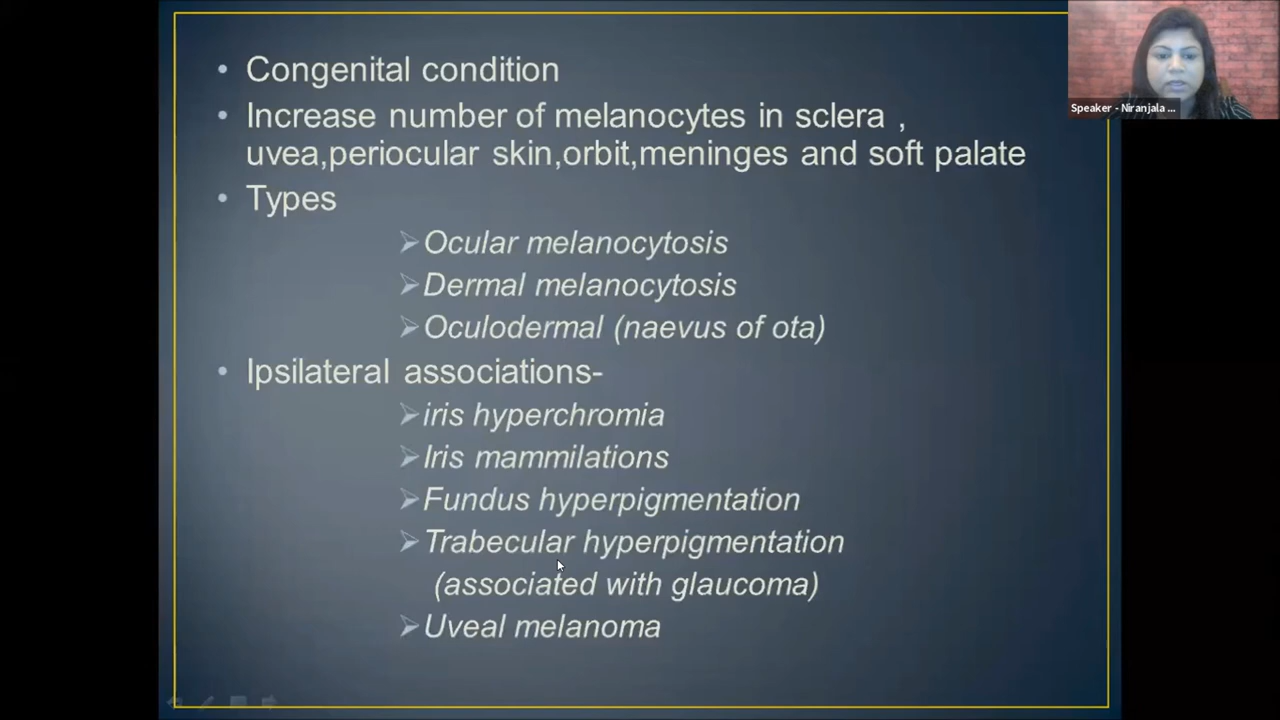 • Congenital condition
• Increase number of melanocytes in sclera ,
uvea,periocular skin,orbit,meninges and soft palate
• Types
➢Ocular melanocytosis
➢Dermal melanocytosis
➢Oculodermal (naevus of ota)
• Ipsilateral associations-
➢iris hyperchromia
➢Iris mammilations
➢Fundus hyperpigmentation
➢Trabecular hyperpigmentation
(associated with glaucoma)
➢Uveal melanoma
Speaker - Niranjala ...